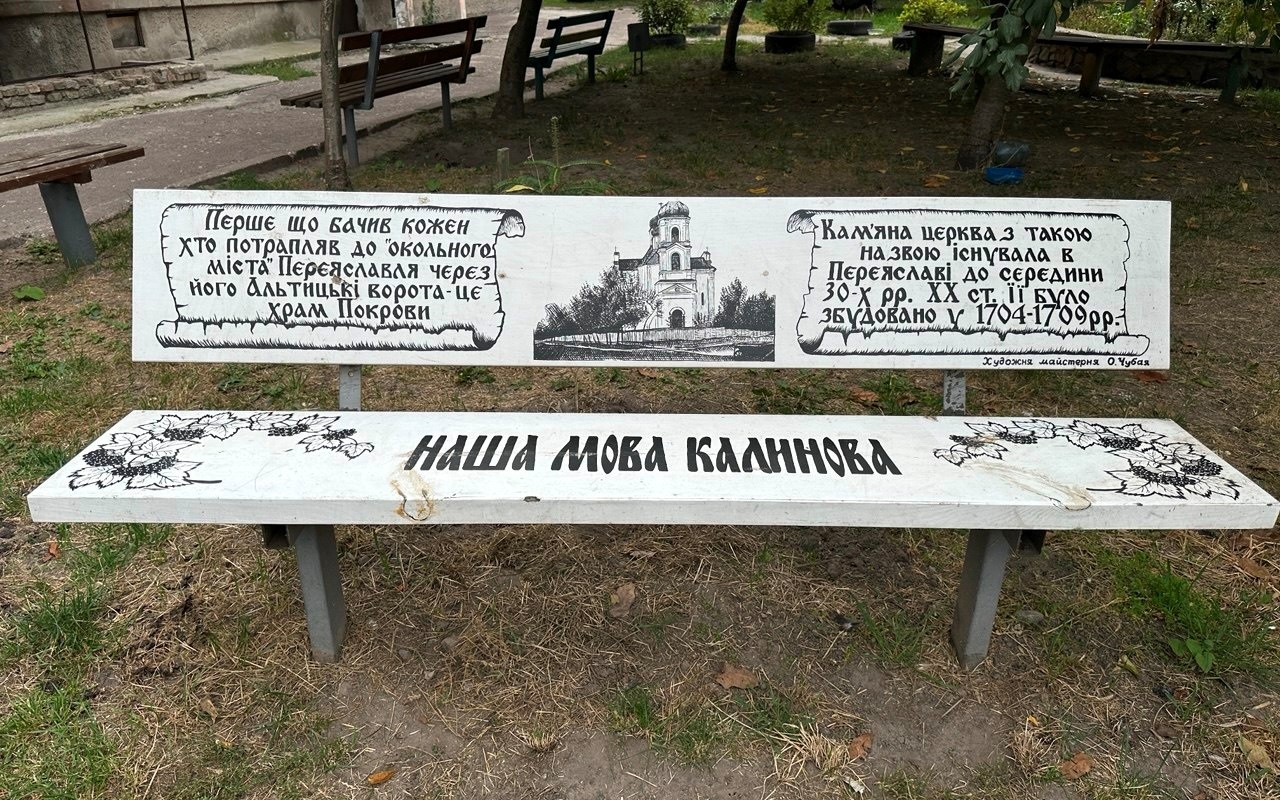 Перше що бачив кожен
хто потрапляв до "окольного
міста" Переяславля через
його Альтицькі ворота-це
храм Покрови
Кам'яна церква з такою
назвою існувала в
Переяславі до середини
30-х рр. XX ст. Її було
збудовано у 1704-1709рр.
Художня майстерня О.Чубая
НАША МОВА КАЛИНОВА